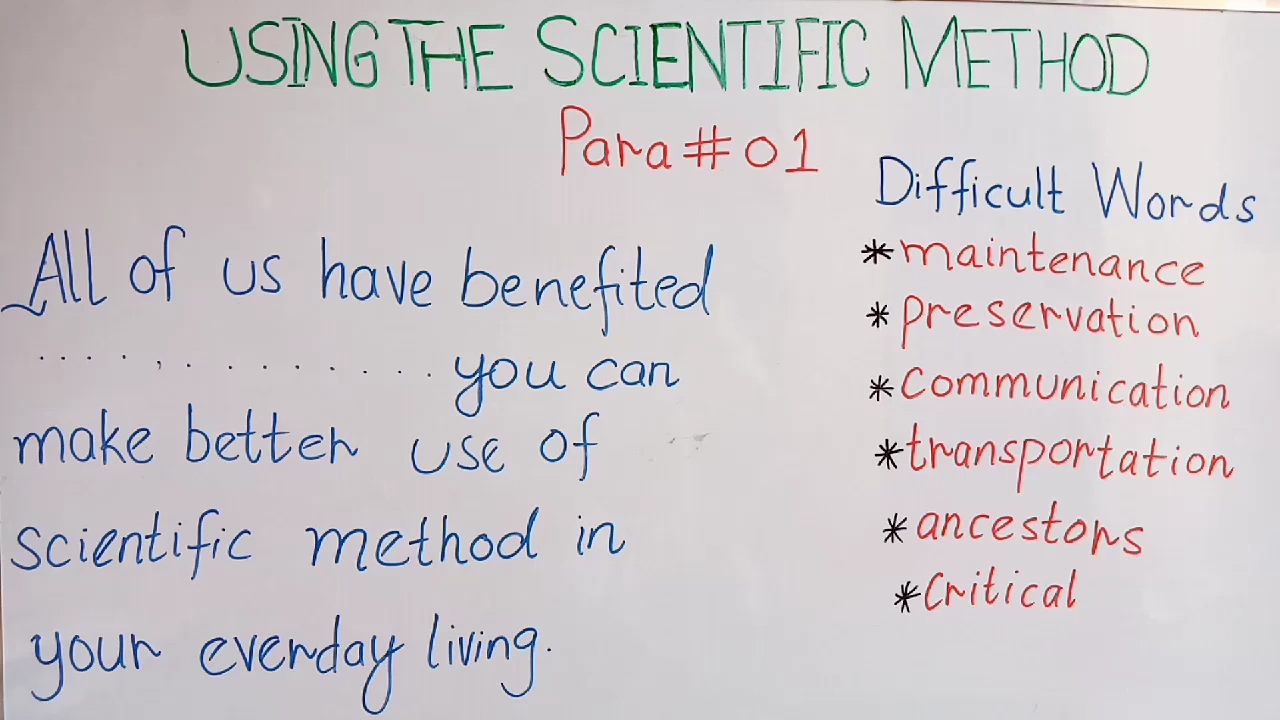 USING THE SCIENTIFIC METHOD
Para # 01
All of us have benefited
.... , ........ you can
make better use of
scientific method in
your everday living.
Difficult Words
* maintenance
* preservation
* communication
* transportation
* ancestors
* Critical